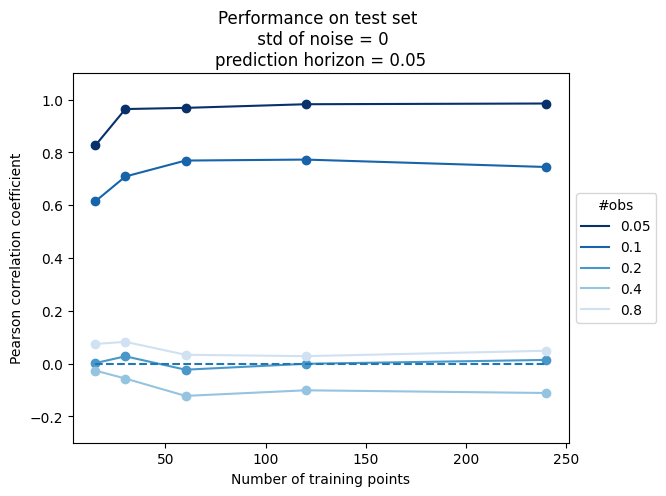 Performance on test set
std of noise = 0
prediction horizon = 0.05
Pearson correlation coefficient
1.0
0.8
0.6
0.4
0.2
0.0
−0.2
50
100
150
200
250
Number of training points
#obs
0.05
0.1
0.2
0.4
0.8